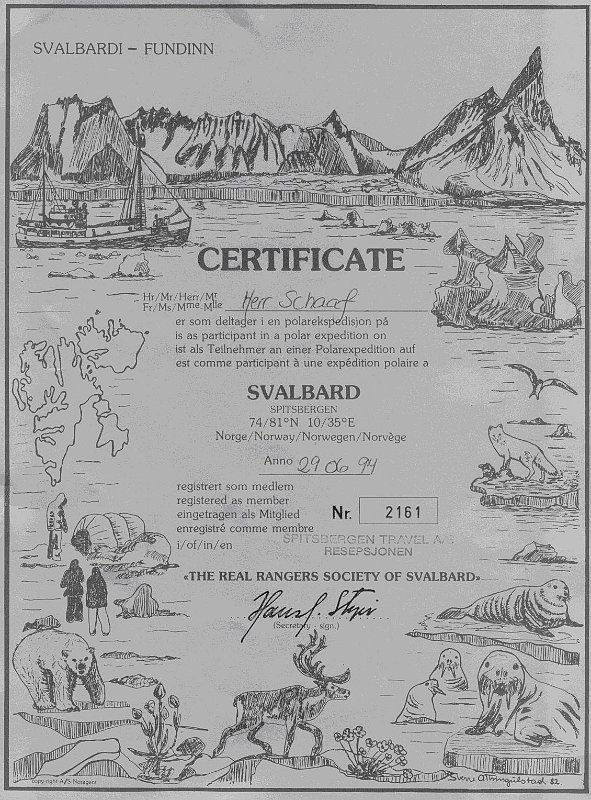 SVALBARDI – FUNDINN
CERTIFICATE
Hr/Mr/Herr/Mr
Fr/Ms/Mme Mlle
Herr Schaaf
er som deltager i en polarekspedisjon på
is as participant in a polar expedition on
ist als Teilnehmer an einer Polarexpedition auf
est comme participant à une expédition polaire a
SVALBARD
SPITSBERGEN
74/81°N 10/35°E
Norge/Norway/Norwegen/Norvège
Anno 29 06 94
registrert som medlem
registered as member
eingetragen als Mitglied
enregistré comme membre
i/of/in/en
Nr. 2161
SPITSBERGEN TRAVEL A/S
RESEPSJONEN
«THE REAL RANGERS SOCIETY OF SVALBARD»
(Secretary - sign.)
copyright A/S Noragent
82